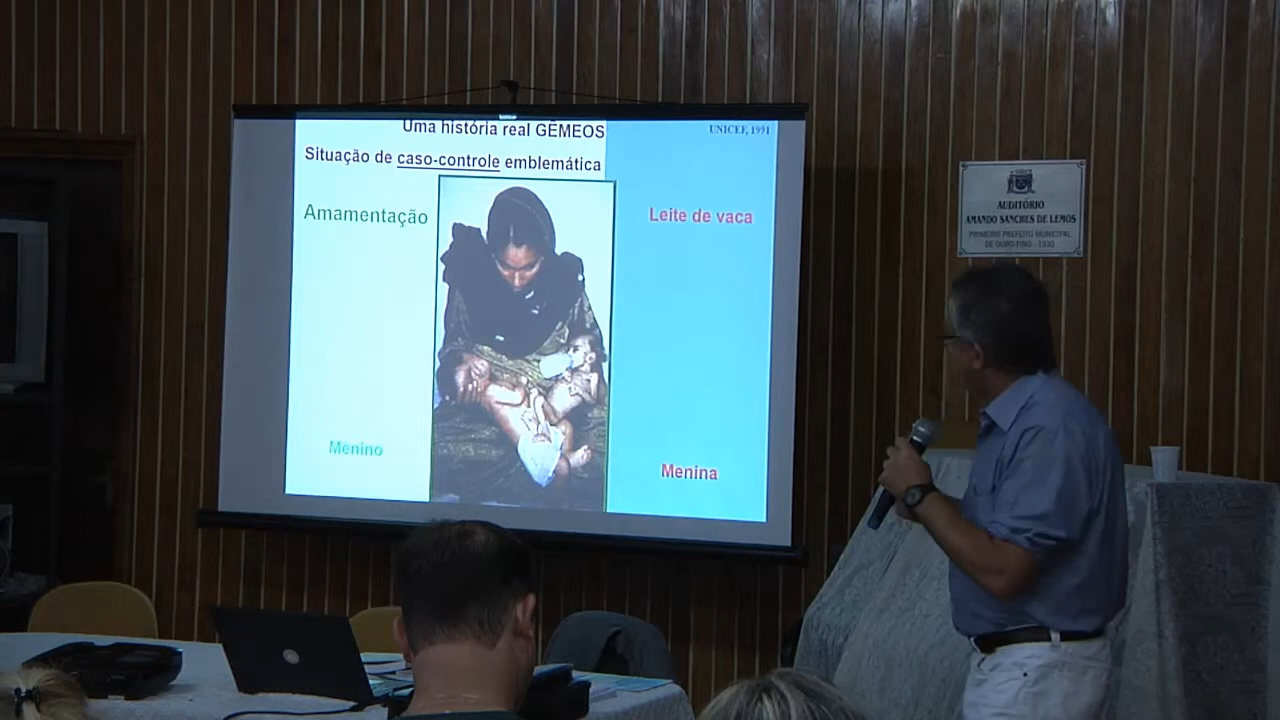 Uma história real GÊMEOS
UNICEF, 1991
Situação de caso-controle emblemática
Amamentação
Leite de vaca
Menino
Menina
AUDITÓRIO
AMANDO SANCHES DE LEMOS
PRIMEIRO PREFEITO MUNICIPAL
DE OURO-FINO - 1930